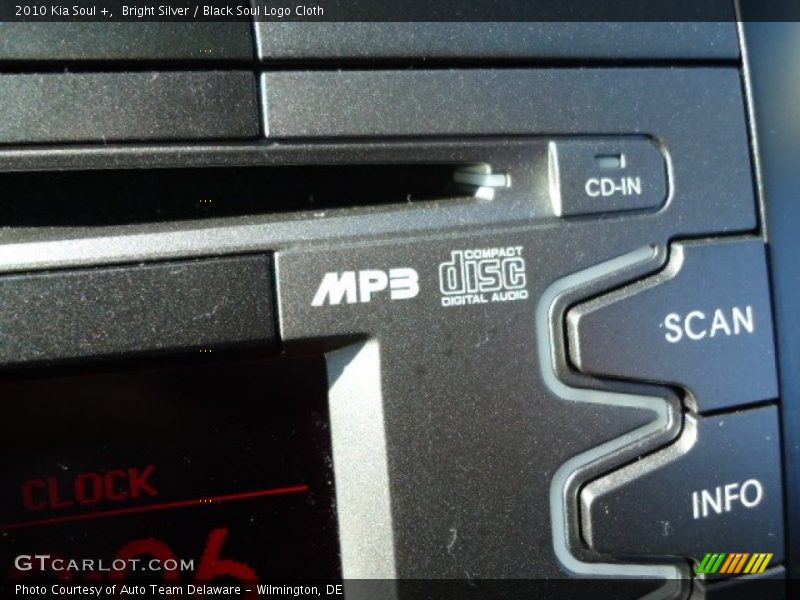 2010 Kia Soul +, Bright Silver / Black Soul Logo Cloth
CD-IN
MP3
COMPACT
disc
DIGITAL AUDIO
SCAN
CLOCK
INFO
GTCARLOT.COM
Photo Courtesy of Auto Team Delaware - Wilmington, DE